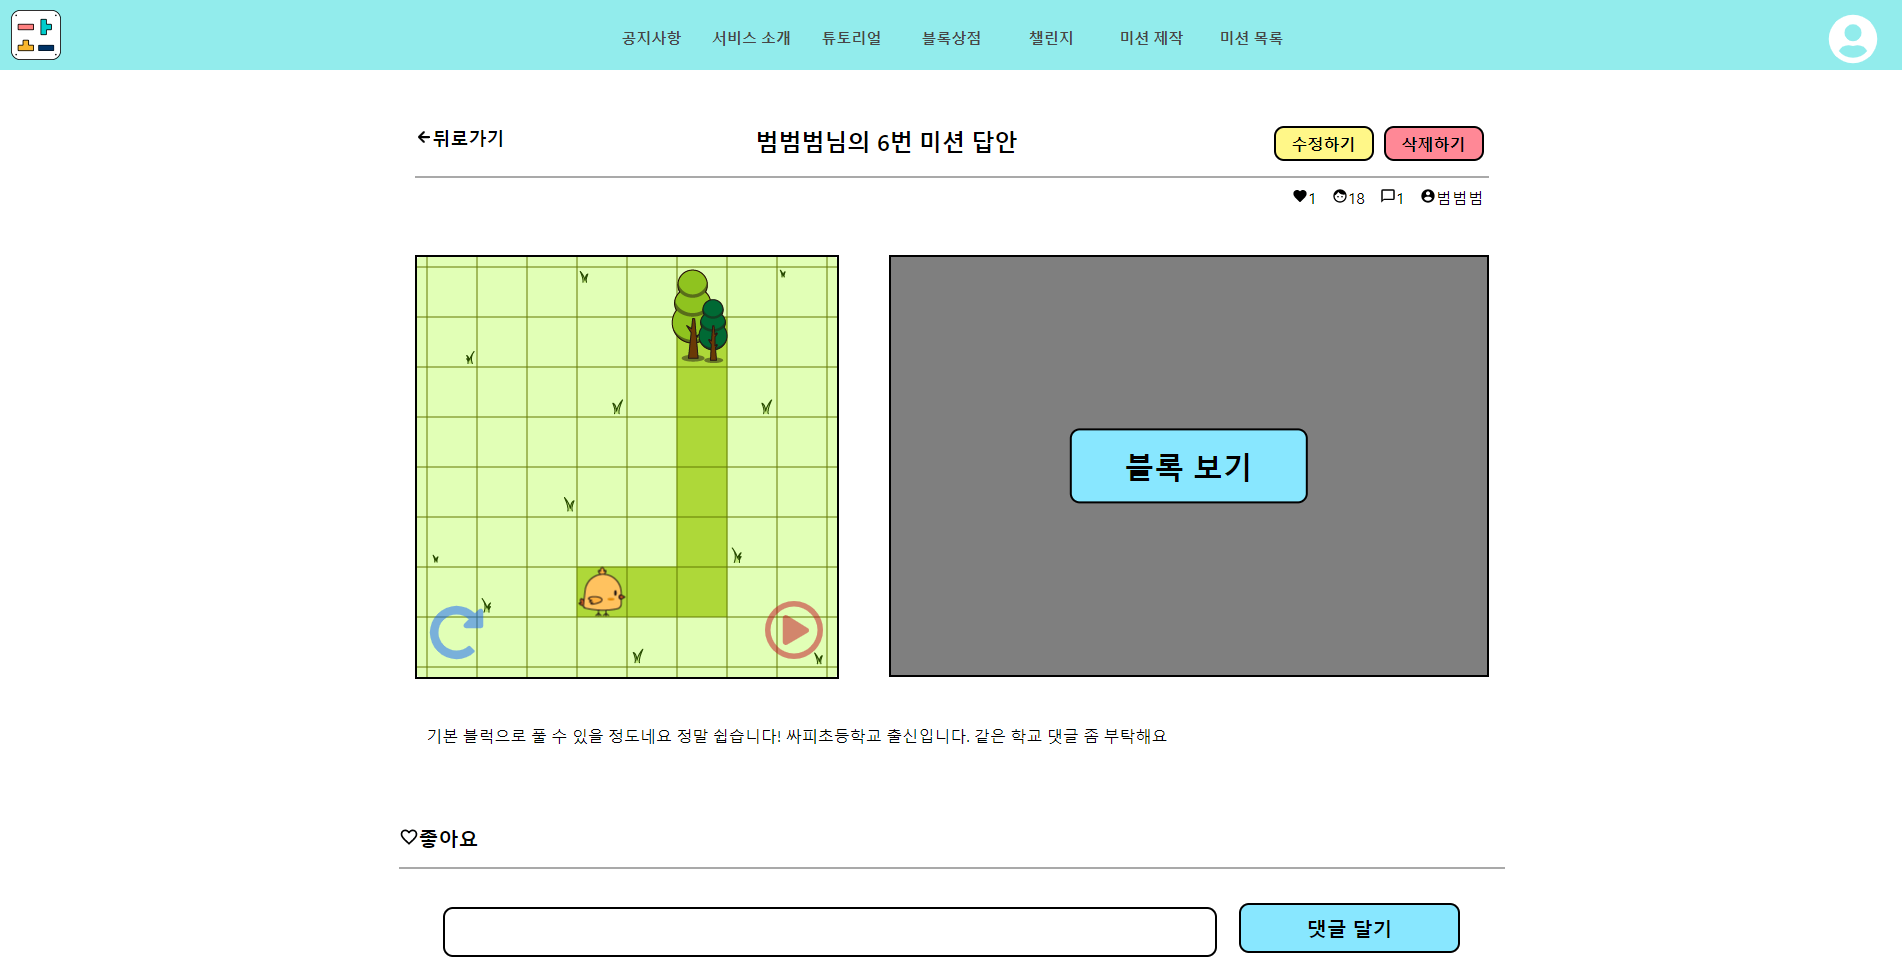 공지사항 서비스 소개 튜토리얼 블록상점 챌린지 미션 제작 미션 목록
뒤로가기 범범범님의 6번 미션 답안 수정하기 삭제하기
1 18 1 범범범
블록 보기
기본 블럭으로 풀 수 있을 정도네요 정말 쉽습니다! 싸피초등학교 출신입니다. 같은 학교 댓글 좀 부탁해요
좋아요
댓글 달기